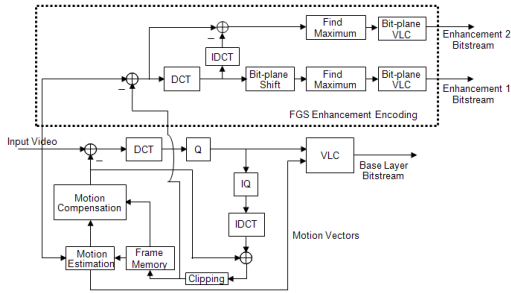 Find
Maximum
Bit-plane
VLC
Enhancement 2
Bitstream
IDCT
DCT
Bit-plane
Shift
Find
Maximum
Bit-plane
VLC
Enhancement 1
Bitstream
FGS Enhancement Encoding
Input Video
DCT
Q
VLC
Base Layer
Bitstream
IQ
Motion
Compensation
IDCT
Motion Vectors
Motion
Estimation
Frame
Memory
Clipping